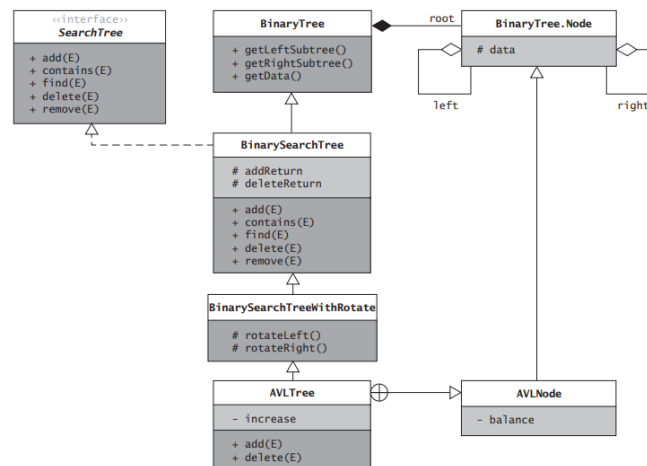 ‹‹interface››
SearchTree
+ add(E)
+ contains(E)
+ find(E)
+ delete(E)
+ remove(E)
BinaryTree
+ getLeftSubtree()
+ getRightSubtree()
+ getData()
root
BinaryTree.Node
# data
left
right
BinarySearchTree
# addReturn
# deleteReturn
+ add(E)
+ contains(E)
+ find(E)
+ delete(E)
+ remove(E)
BinarySearchTreeWithRotate
# rotateLeft()
# rotateRight()
AVLTree
- increase
+ add(E)
+ delete(E)
AVLNode
- balance